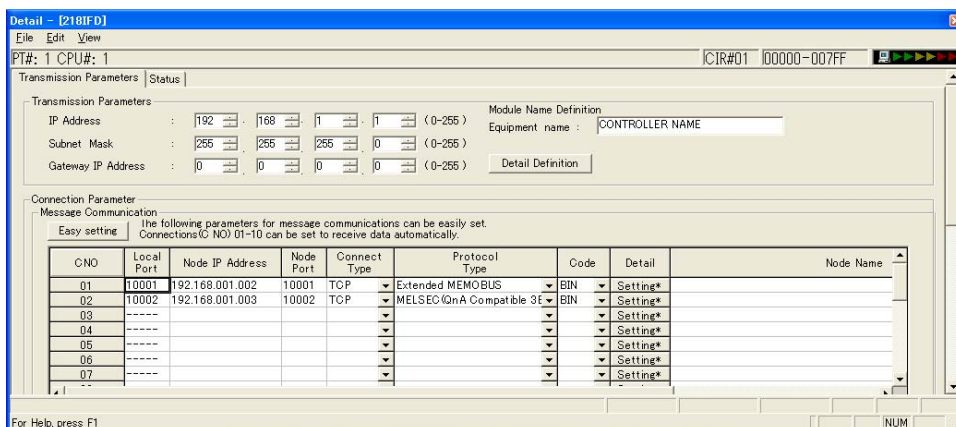 Detail - [218IFD]
File Edit View
PT#: 1 CPU#: 1 CIR#01 00000-007FF
Transmission Parameters Status
Transmission Parameters
IP Address : 192 . 168 . 1 . 1 (0-255)
Subnet Mask : 255 . 255 . 255 . 0 (0-255)
Gateway IP Address : 0 . 0 . 0 . 0 (0-255)
Module Name Definition
Equipment name : CONTROLLER NAME
Detail Definition
Connection Parameter
Message Communication
Easy setting
The following parameters for message communications can be easily set.
Connections(C NO) 01-10 can be set to receive data automatically.
CNO Local Port Node IP Address Node Port Connect Type Protocol Type Code Detail Node Name
01 10001 192.168.001.002 10001 TCP Extended MEMOBUS BIN Setting*
02 10002 192.168.001.003 10002 TCP MELSEC(QnA Compatible 3E BIN Setting*
03 ----- Setting*
04 ----- Setting*
05 ----- Setting*
06 ----- Setting*
07 ----- Setting*
For Help, press F1 NUM